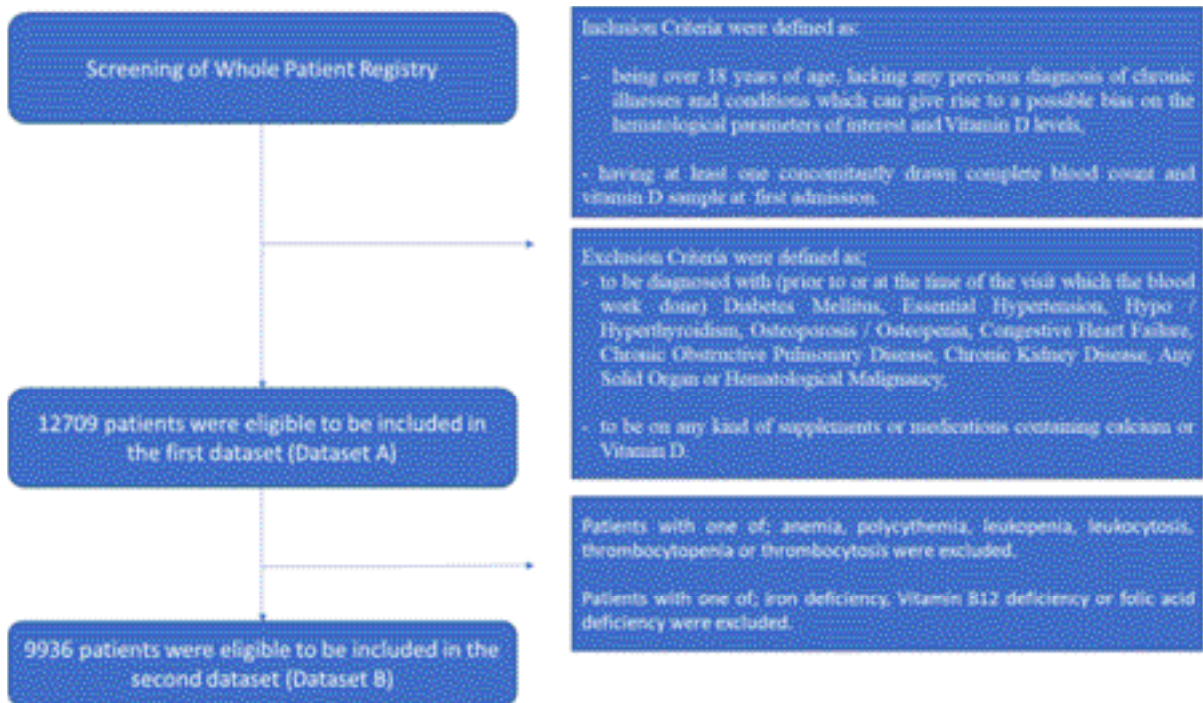 Screening of Whole Patient Registry
Inclusion Criteria were defined as;
- being over 18 years of age, lacking any previous diagnosis of chronic
illnesses and conditions which can give rise to a possible bias on the
hematological parameters of interest and Vitamin D levels,
- having at least one concomitantly drawn complete blood count and
vitamin D sample at first admission.
Exclusion Criteria were defined as;
- to be diagnosed with (prior to or at the time of the visit which the blood
work done) Diabetes Mellitus, Essential Hypertension, Hypo /
Hyperthyroidism, Osteoporosis / Osteopenia, Congestive Heart Failure,
Chronic Obstructive Pulmonary Disease, Chronic Kidney Disease, Any
Solid Organ or Hematological Malignancy,
- to be on any kind of supplements or medications containing calcium or
Vitamin D.
12709 patients were eligible to be included in
the first dataset (Dataset A)
Patients with one of; anemia, polycythemia, leukopenia, leukocytosis,
thrombocytopenia or thrombocytosis were excluded.
Patients with one of; iron deficiency, Vitamin B12 deficiency or folic acid
deficiency were excluded.
9936 patients were eligible to be included in the
second dataset (Dataset B)